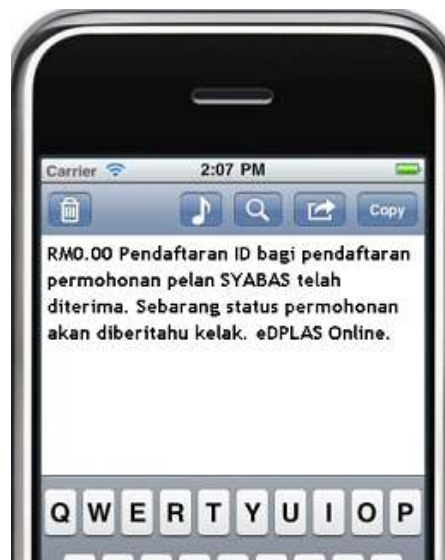 Carrier 2:07 PM
Copy
RM0.00 Pendaftaran ID bagi pendaftaran
permohonan pelan SYABAS telah
diterima. Sebarang status permohonan
akan diberitahu kelak. eDPLAS Online.
Q W E R T Y U I O P